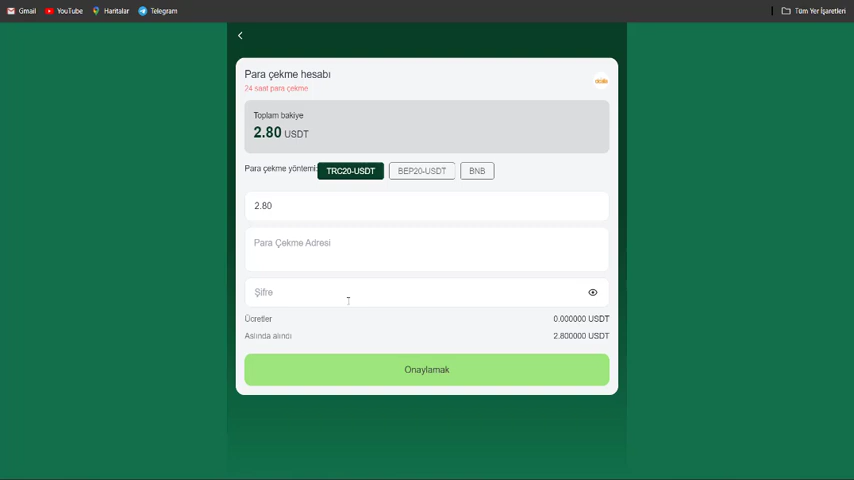 Gmail YouTube Haritalar Telegram Tüm Yer İşaretleri
Para çekme hesabı
24 saat para çekme
Toplam bakiye
2.80 USDT
Para çekme yöntemi: TRC20-USDT BEP20-USDT BNB
2.80
Para Çekme Adresi
Şifre
Ücretler 0.000000 USDT
Aslında alındı 2.800000 USDT
Onaylamak